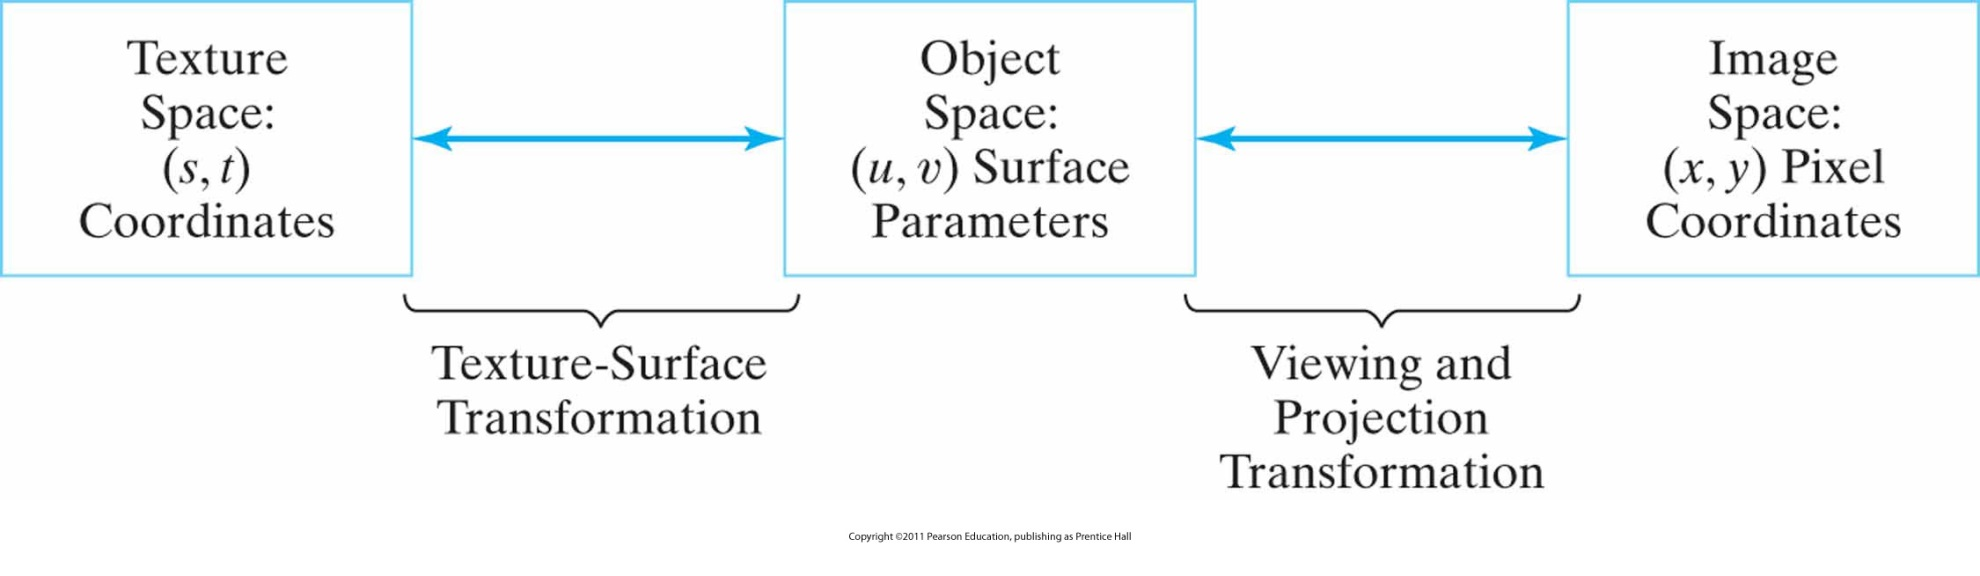 Texture
Space:
(s, t)
Coordinates
Object
Space:
(u, v) Surface
Parameters
Image
Space:
(x, y) Pixel
Coordinates
Texture-Surface
Transformation
Viewing and
Projection
Transformation
Copyright ©2011 Pearson Education, publishing as Prentice Hall